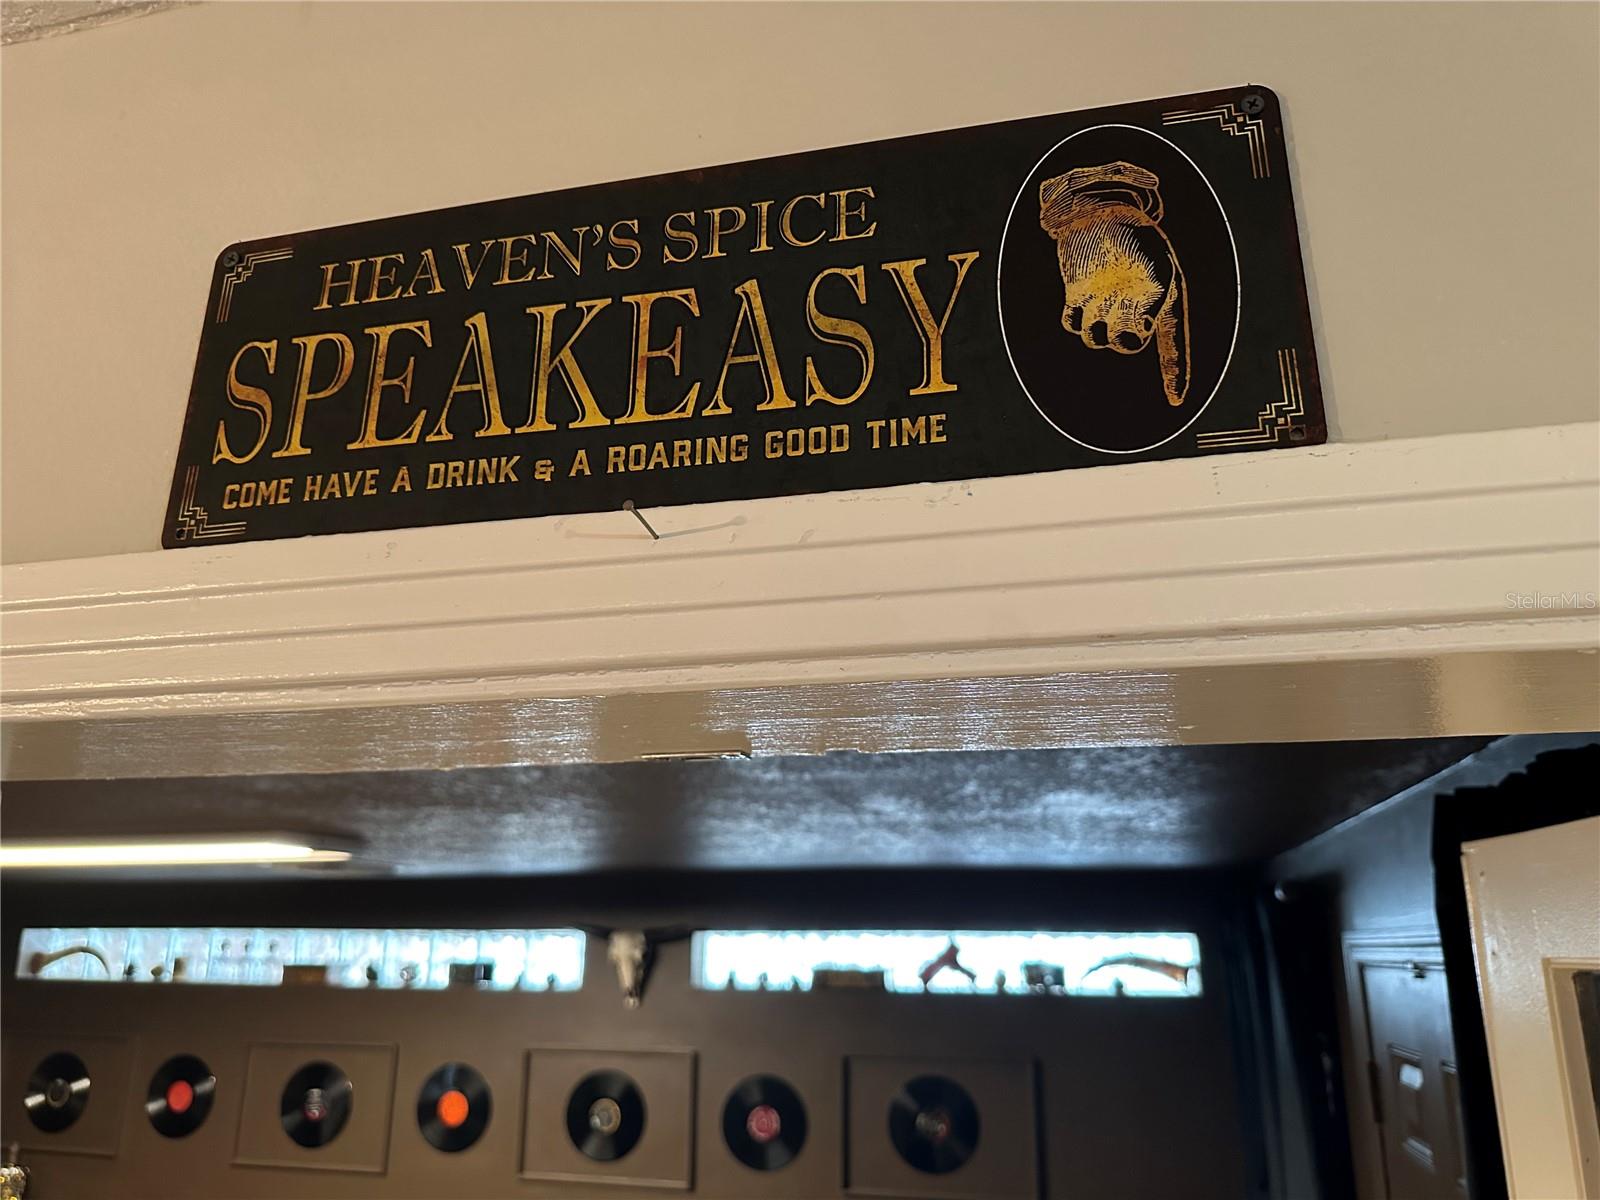 HEAVEN'S SPICE
SPEAKEASY
COME HAVE A DRINK & A ROARING GOOD TIME
StellarMLS